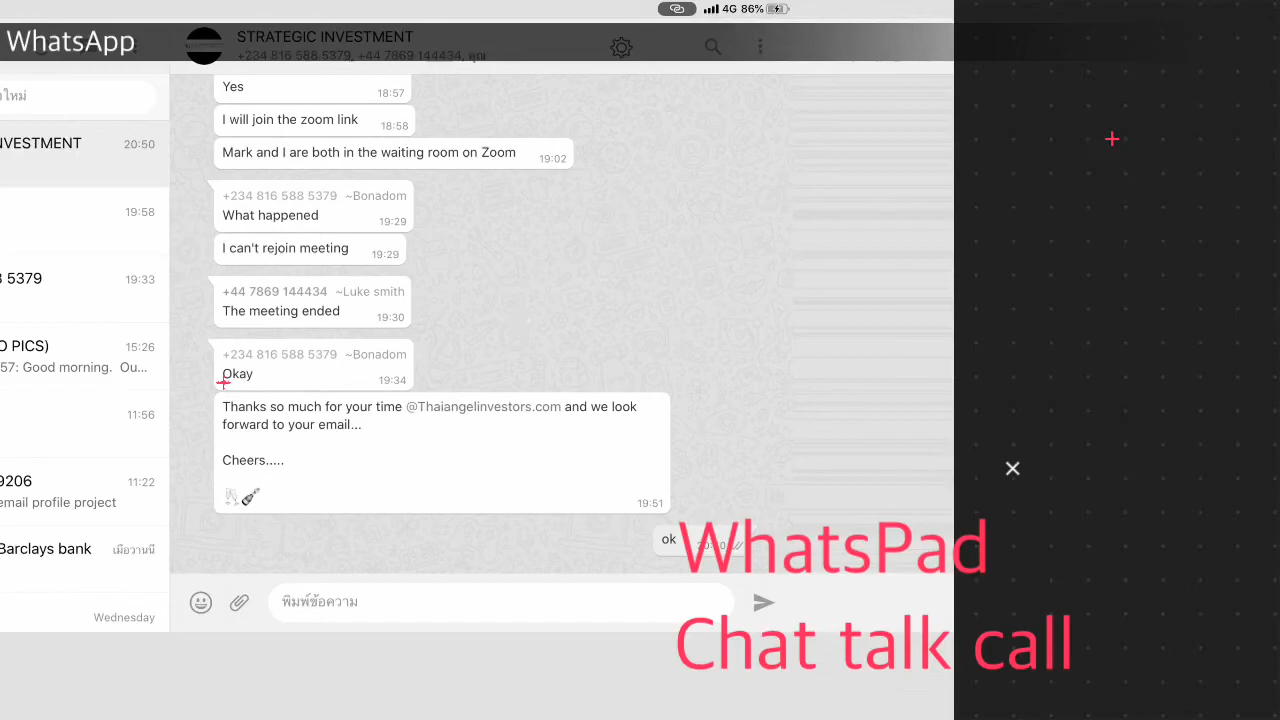 4G 86%
WhatsApp
STRATEGIC INVESTMENT
+234 816 588 5379, +44 7869 144434, คุณ
ใหม่
NVESTMENT 20:50
19:58
5379 19:33
O PICS) 15:26
57: Good morning. Ou...
11:56
9206 11:22
email profile project
Barclays bank เมื่อวานนี้
Wednesday
Yes 18:57
I will join the zoom link 18:58
Mark and I are both in the waiting room on Zoom 19:02
+234 816 588 5379 ~Bonadom
What happened 19:29
I can't rejoin meeting 19:29
+44 7869 144434 ~Luke smith
The meeting ended 19:30
+234 816 588 5379 ~Bonadom
Okay 19:34
Thanks so much for your time @Thaiangelinvestors.com and we look
forward to your email...
Cheers.....
🥂🍾 19:51
ok
พิมพ์ข้อความ
WhatsPad
Chat talk call